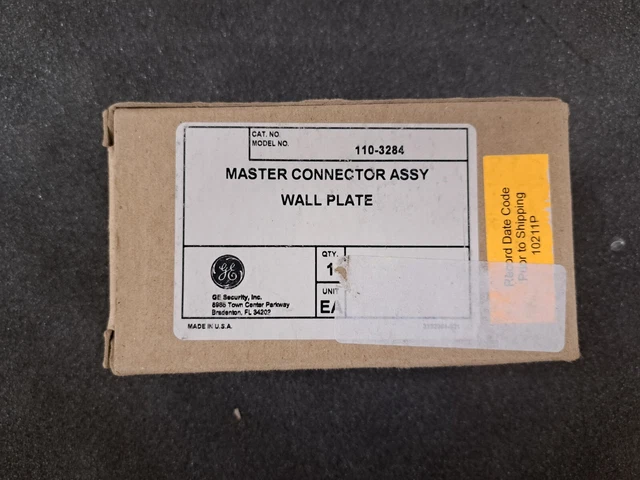 CAT. NO.
MODEL NO. 110-3284
MASTER CONNECTOR ASSY
WALL PLATE
GE
GE Security, Inc.
Town Center Parkway
Bradenton, FL 34202
QTY.
1
UNIT
EA
MADE IN U.S.A.
Record Date Code
Prior to Shipping
10211P